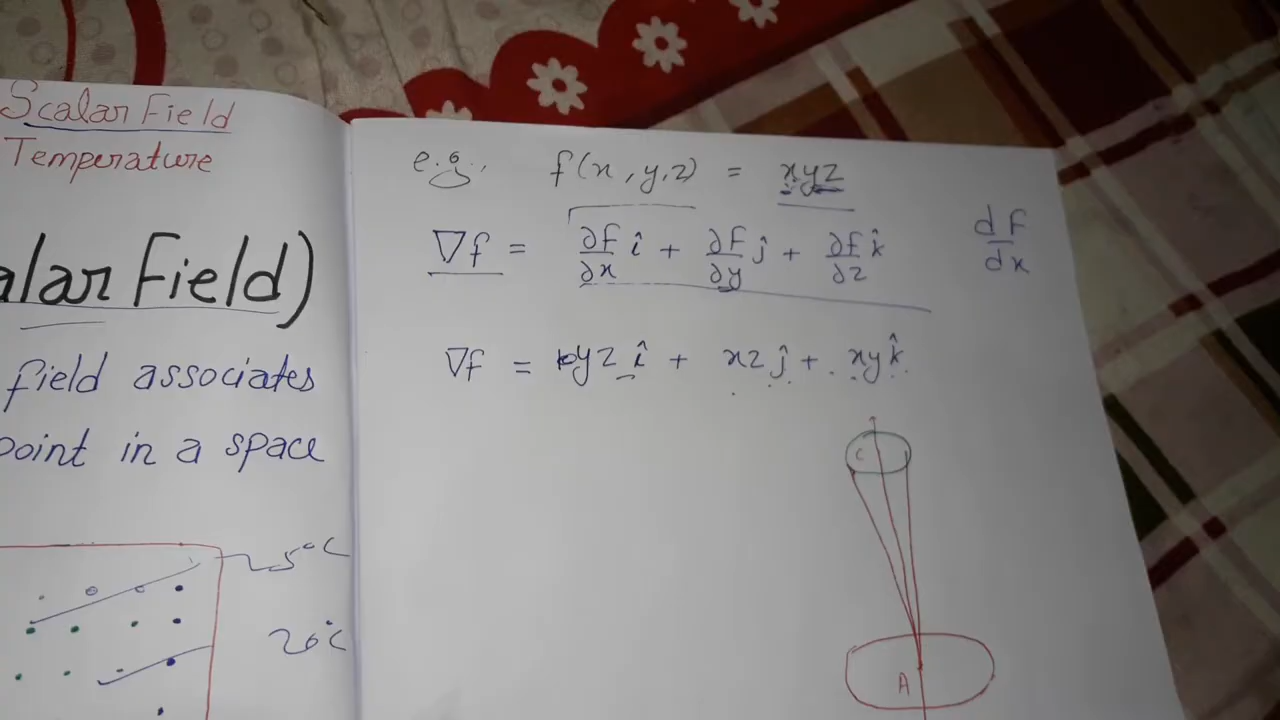 Scalar Field
Temperature
alar Field)
field associates
point in a space
25°C
20°C
e.g. f(x,y,z) = xyz
∇f = ∂f/∂x î + ∂f/∂y ĵ + ∂f/∂z k̂
df/dx
∇f = yz î + xz ĵ + xy k̂
C
A